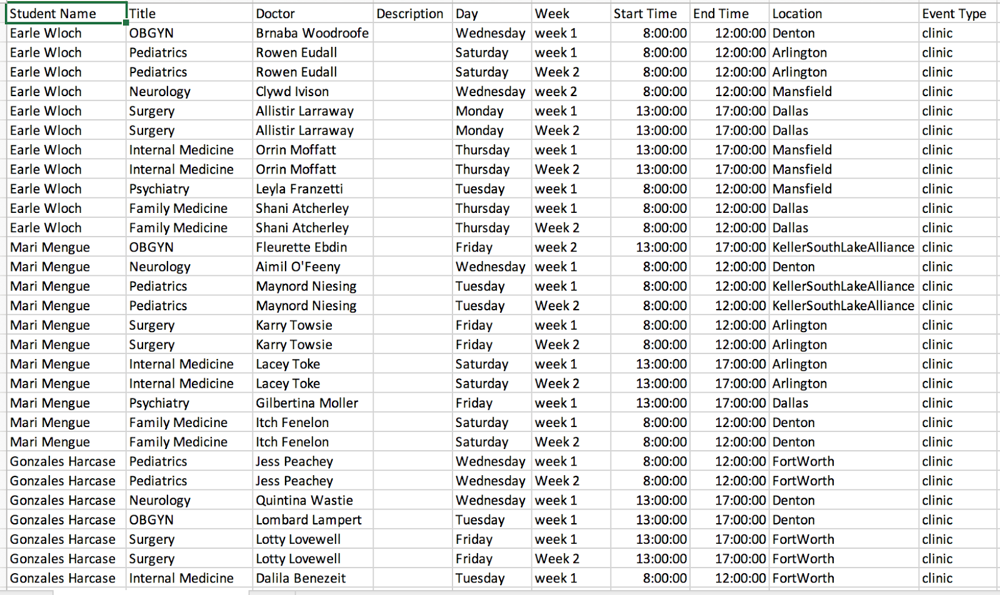 Student Name Title Doctor Description Day Week Start Time End Time Location Event Type
Earle Wloch OBGYN Brnaba Woodroofe Wednesday week 1 8:00:00 12:00:00 Denton clinic
Earle Wloch Pediatrics Rowen Eudall Saturday week 1 8:00:00 12:00:00 Arlington clinic
Earle Wloch Pediatrics Rowen Eudall Saturday Week 2 8:00:00 12:00:00 Arlington clinic
Earle Wloch Neurology Clywd Ivison Wednesday week 2 8:00:00 12:00:00 Mansfield clinic
Earle Wloch Surgery Allistir Larraway Monday week 1 13:00:00 17:00:00 Dallas clinic
Earle Wloch Surgery Allistir Larraway Monday Week 2 13:00:00 17:00:00 Dallas clinic
Earle Wloch Internal Medicine Orrin Moffatt Thursday week 1 13:00:00 17:00:00 Mansfield clinic
Earle Wloch Internal Medicine Orrin Moffatt Thursday Week 2 13:00:00 17:00:00 Mansfield clinic
Earle Wloch Psychiatry Leyla Franzetti Tuesday week 1 8:00:00 12:00:00 Mansfield clinic
Earle Wloch Family Medicine Shani Atcherley Thursday week 1 8:00:00 12:00:00 Dallas clinic
Earle Wloch Family Medicine Shani Atcherley Thursday Week 2 8:00:00 12:00:00 Dallas clinic
Mari Mengue OBGYN Fleurette Ebdin Friday week 2 13:00:00 17:00:00 KellerSouthLakeAlliance clinic
Mari Mengue Neurology Aimil O'Feeny Wednesday week 1 8:00:00 12:00:00 Denton clinic
Mari Mengue Pediatrics Maynord Niesing Tuesday week 1 8:00:00 12:00:00 KellerSouthLakeAlliance clinic
Mari Mengue Pediatrics Maynord Niesing Tuesday Week 2 8:00:00 12:00:00 KellerSouthLakeAlliance clinic
Mari Mengue Surgery Karry Towsie Friday week 1 8:00:00 12:00:00 Arlington clinic
Mari Mengue Surgery Karry Towsie Friday Week 2 8:00:00 12:00:00 Arlington clinic
Mari Mengue Internal Medicine Lacey Toke Saturday week 1 13:00:00 17:00:00 Arlington clinic
Mari Mengue Internal Medicine Lacey Toke Saturday Week 2 13:00:00 17:00:00 Arlington clinic
Mari Mengue Psychiatry Gilbertina Moller Friday week 1 13:00:00 17:00:00 Dallas clinic
Mari Mengue Family Medicine Itch Fenelon Saturday week 1 8:00:00 12:00:00 Denton clinic
Mari Mengue Family Medicine Itch Fenelon Saturday Week 2 8:00:00 12:00:00 Denton clinic
Gonzales Harcase Pediatrics Jess Peachey Wednesday week 1 8:00:00 12:00:00 FortWorth clinic
Gonzales Harcase Pediatrics Jess Peachey Wednesday Week 2 8:00:00 12:00:00 FortWorth clinic
Gonzales Harcase Neurology Quintina Wastie Wednesday week 1 13:00:00 17:00:00 Denton clinic
Gonzales Harcase OBGYN Lombard Lampert Tuesday week 1 13:00:00 17:00:00 Denton clinic
Gonzales Harcase Surgery Lotty Lovewell Friday week 1 13:00:00 17:00:00 FortWorth clinic
Gonzales Harcase Surgery Lotty Lovewell Friday Week 2 13:00:00 17:00:00 FortWorth clinic
Gonzales Harcase Internal Medicine Dalila Benezeit Tuesday week 1 8:00:00 12:00:00 FortWorth clinic